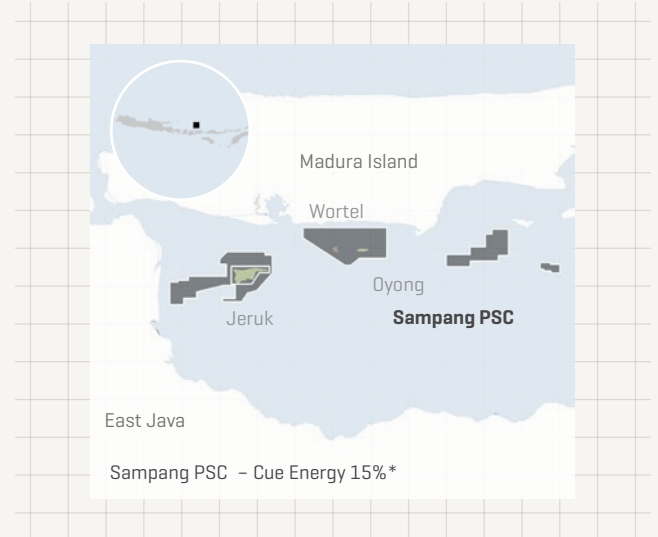 Madura Island
Wortel
Oyong
Jeruk
Sampang PSC
East Java
Sampang PSC – Cue Energy 15%*